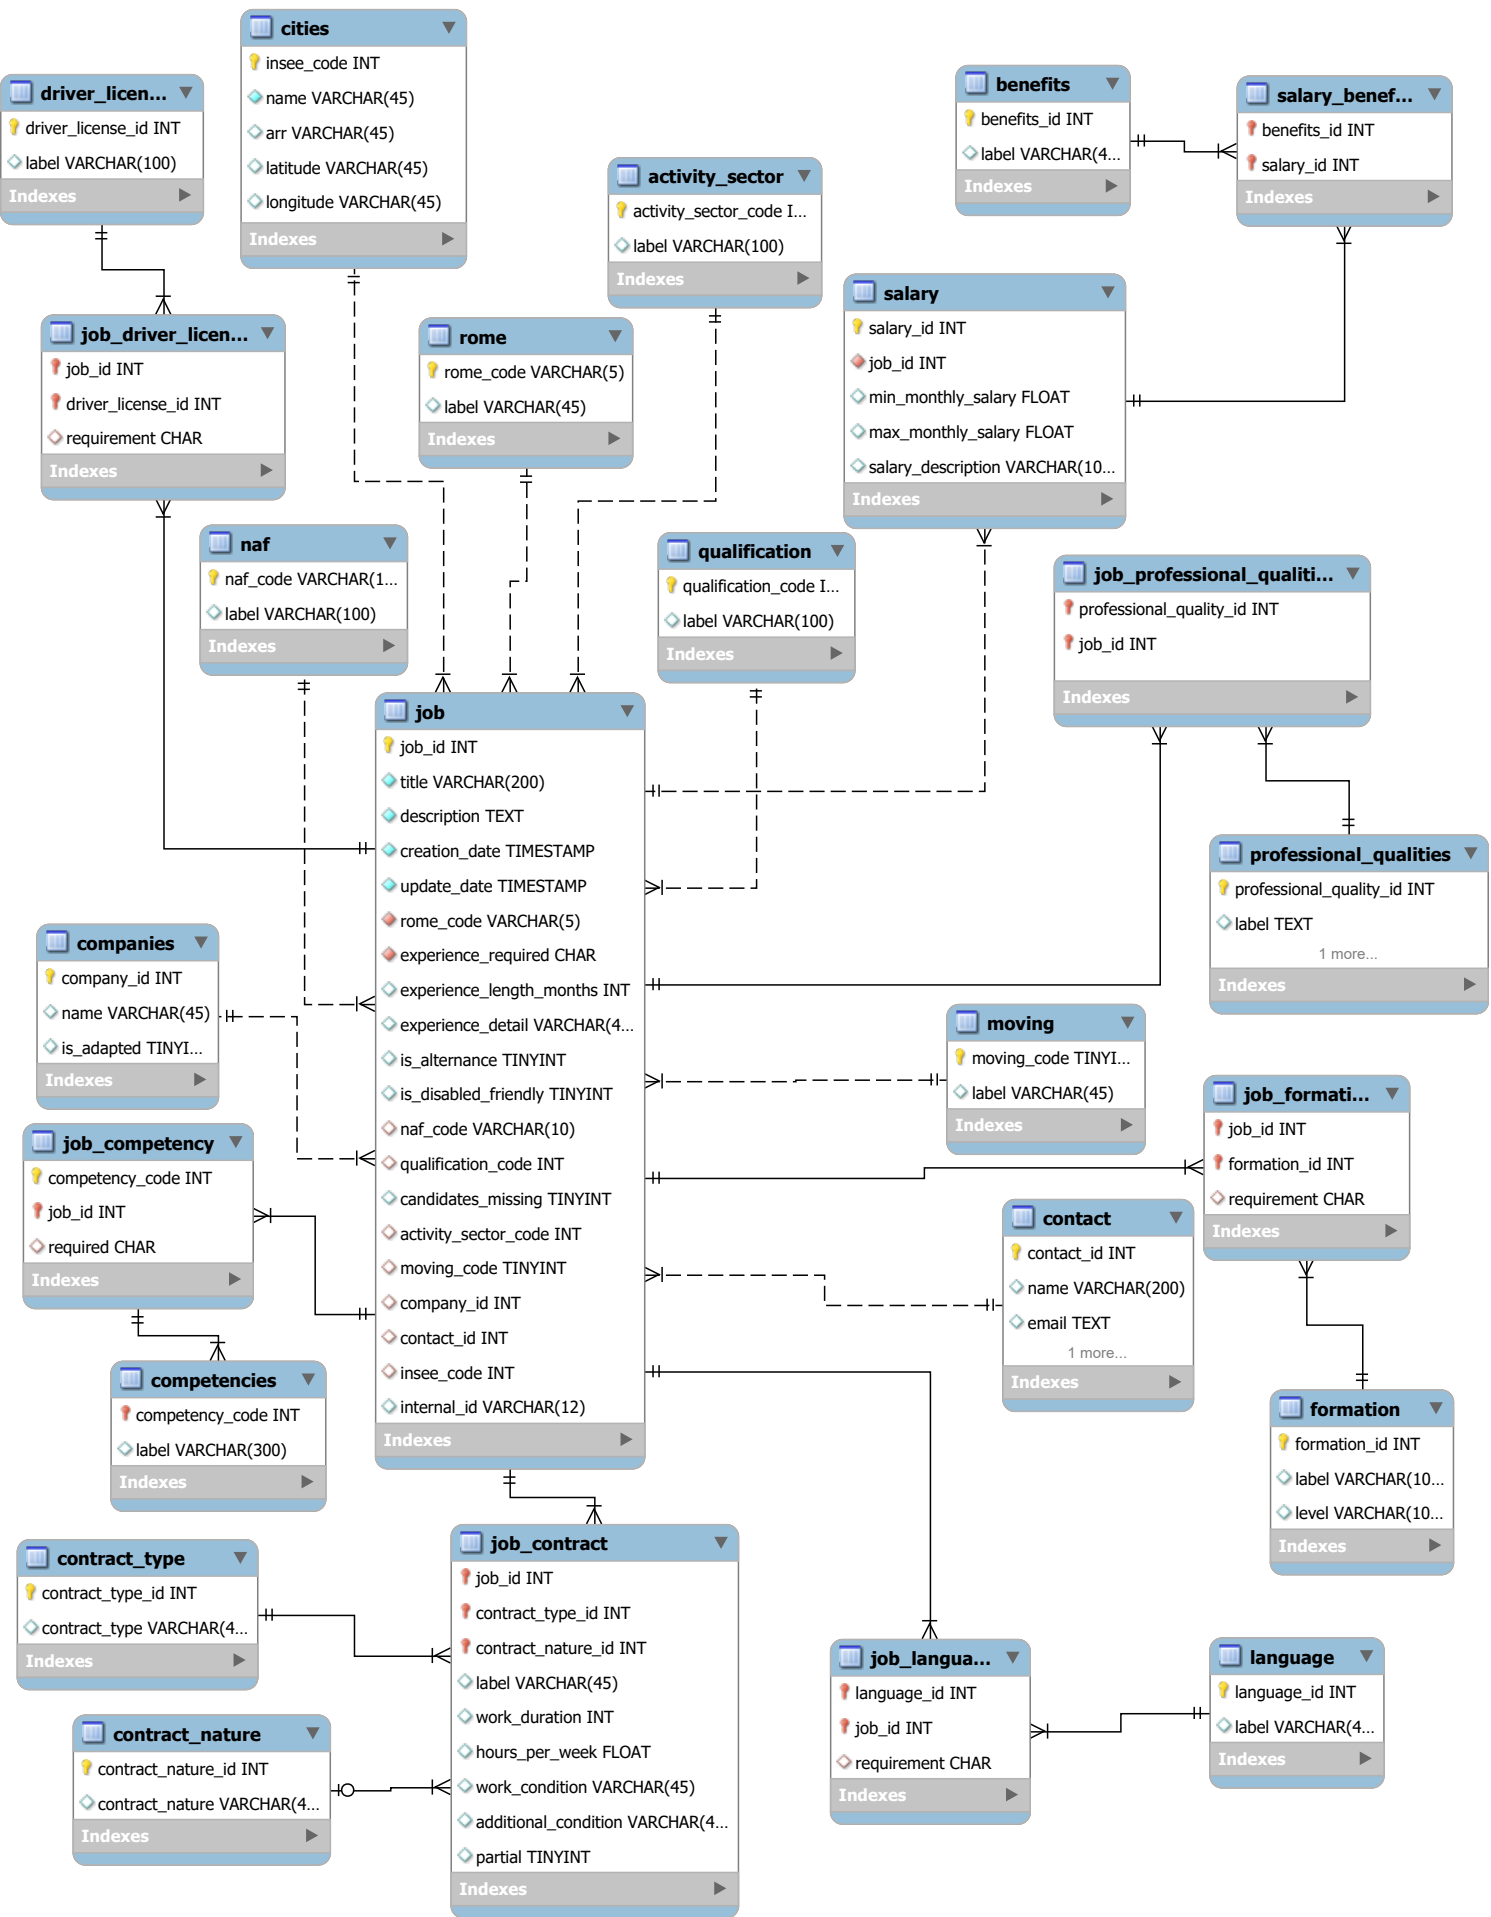 cities
insee_code INT
name VARCHAR(45)
arr VARCHAR(45)
latitude VARCHAR(45)
longitude VARCHAR(45)
Indexes
driver_licen...
driver_license_id INT
label VARCHAR(100)
Indexes
benefits
benefits_id INT
label VARCHAR(4...
Indexes
salary_benef...
benefits_id INT
salary_id INT
Indexes
activity_sector
activity_sector_code I...
label VARCHAR(100)
Indexes
salary
salary_id INT
job_id INT
min_monthly_salary FLOAT
max_monthly_salary FLOAT
salary_description VARCHAR(10...
Indexes
job_driver_licen...
job_id INT
driver_license_id INT
requirement CHAR
Indexes
rome
rome_code VARCHAR(5)
label VARCHAR(45)
Indexes
naf
naf_code VARCHAR(1...
label VARCHAR(100)
Indexes
qualification
qualification_code I...
label VARCHAR(100)
Indexes
job_professional_qualiti...
professional_quality_id INT
job_id INT
Indexes
job
job_id INT
title VARCHAR(200)
description TEXT
creation_date TIMESTAMP
update_date TIMESTAMP
rome_code VARCHAR(5)
experience_required CHAR
experience_length_months INT
experience_detail VARCHAR(4...
is_alternance TINYINT
is_disabled_friendly TINYINT
naf_code VARCHAR(10)
qualification_code INT
candidates_missing TINYINT
activity_sector_code INT
moving_code TINYINT
company_id INT
contact_id INT
insee_code INT
internal_id VARCHAR(12)
Indexes
professional_qualities
professional_quality_id INT
label TEXT
1 more...
Indexes
companies
company_id INT
name VARCHAR(45)
is_adapted TINYI...
Indexes
moving
moving_code TINYI...
label VARCHAR(45)
Indexes
job_formati...
job_id INT
formation_id INT
requirement CHAR
Indexes
job_competency
competency_code INT
job_id INT
required CHAR
Indexes
contact
contact_id INT
name VARCHAR(200)
email TEXT
1 more...
Indexes
competencies
competency_code INT
label VARCHAR(300)
Indexes
formation
formation_id INT
label VARCHAR(10...
level VARCHAR(10...
Indexes
contract_type
contract_type_id INT
contract_type VARCHAR(4...
Indexes
job_contract
job_id INT
contract_type_id INT
contract_nature_id INT
label VARCHAR(45)
work_duration INT
hours_per_week FLOAT
work_condition VARCHAR(45)
additional_condition VARCHAR(4...
partial TINYINT
Indexes
job_langua...
language_id INT
job_id INT
requirement CHAR
Indexes
language
language_id INT
label VARCHAR(4...
Indexes
contract_nature
contract_nature_id INT
contract_nature VARCHAR(4...
Indexes